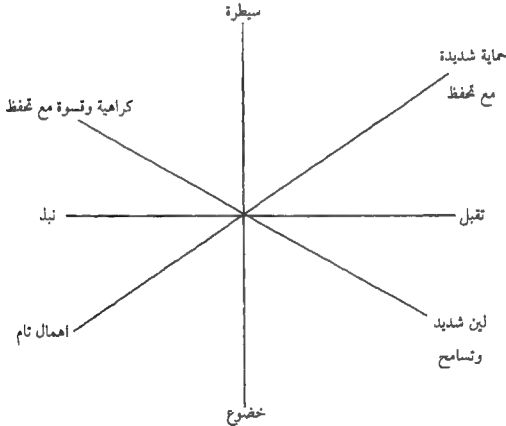 سيطرة
حماية شديدة
مع تحفظ
كراهية وقسوة مع تحفظ
تقبل
نبذ
لين شديد
وتسامح
اهمال تام
خضوع